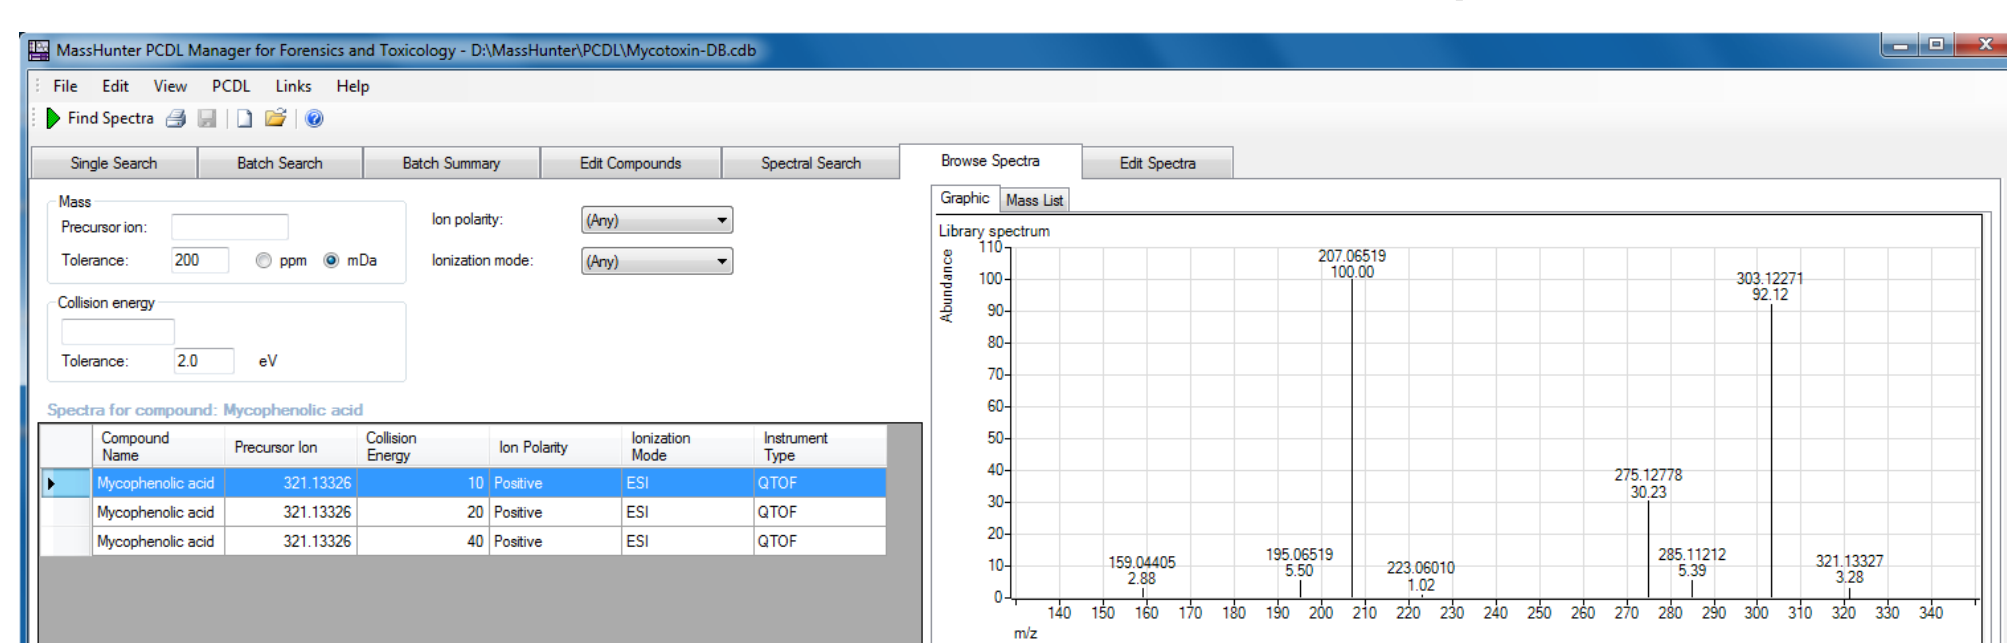 MassHunter PCDL Manager for Forensics and Toxicology - D:\MassHunter\PCDL\Mycotoxin-DB.cdb
File Edit View PCDL Links Help
Find Spectra
Single Search Batch Search Batch Summary Edit Compounds Spectral Search Browse Spectra Edit Spectra
Mass
Precursor ion:
Tolerance: 200 ppm mDa
Ion polarity: (Any)
Ionization mode: (Any)
Collision energy
Tolerance: 2.0 eV
Spectra for compound: Mycophenolic acid
Compound Name Precursor Ion Collision Energy Ion Polarity Ionization Mode Instrument Type
Mycophenolic acid 321.13326 10 Positive ESI QTOF
Mycophenolic acid 321.13326 20 Positive ESI QTOF
Mycophenolic acid 321.13326 40 Positive ESI QTOF
Graphic Mass List
Library spectrum
Abundance
110
100
90
80
70
60
50
40
30
20
10
0
159.04405
2.88
195.06519
5.50
207.06519
100.00
223.06010
1.02
275.12778
30.23
285.11212
5.39
303.12271
92.12
321.13327
3.28
140 150 160 170 180 190 200 210 220 230 240 250 260 270 280 290 300 310 320 330 340
m/z